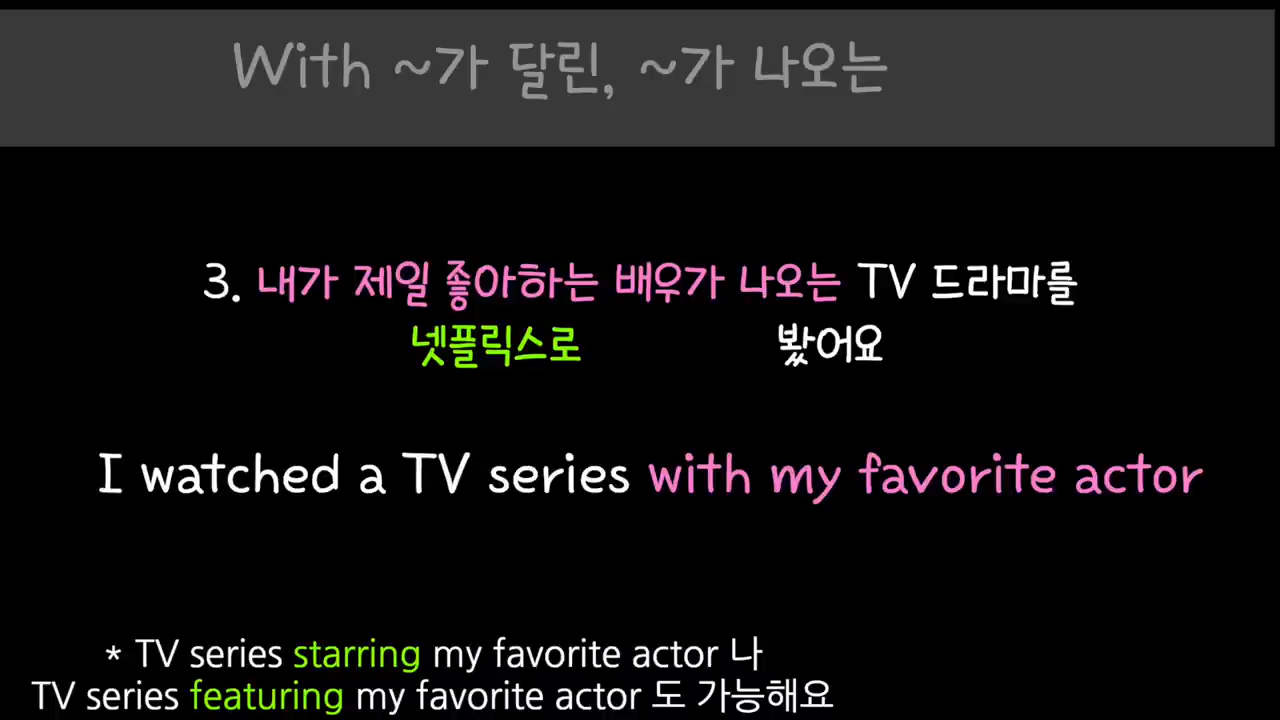 With ~가 달린, ~가 나오는
3. 내가 제일 좋아하는 배우가 나오는 TV 드라마를
넷플릭스로 봤어요
I watched a TV series with my favorite actor
* TV series starring my favorite actor 나
TV series featuring my favorite actor 도 가능해요